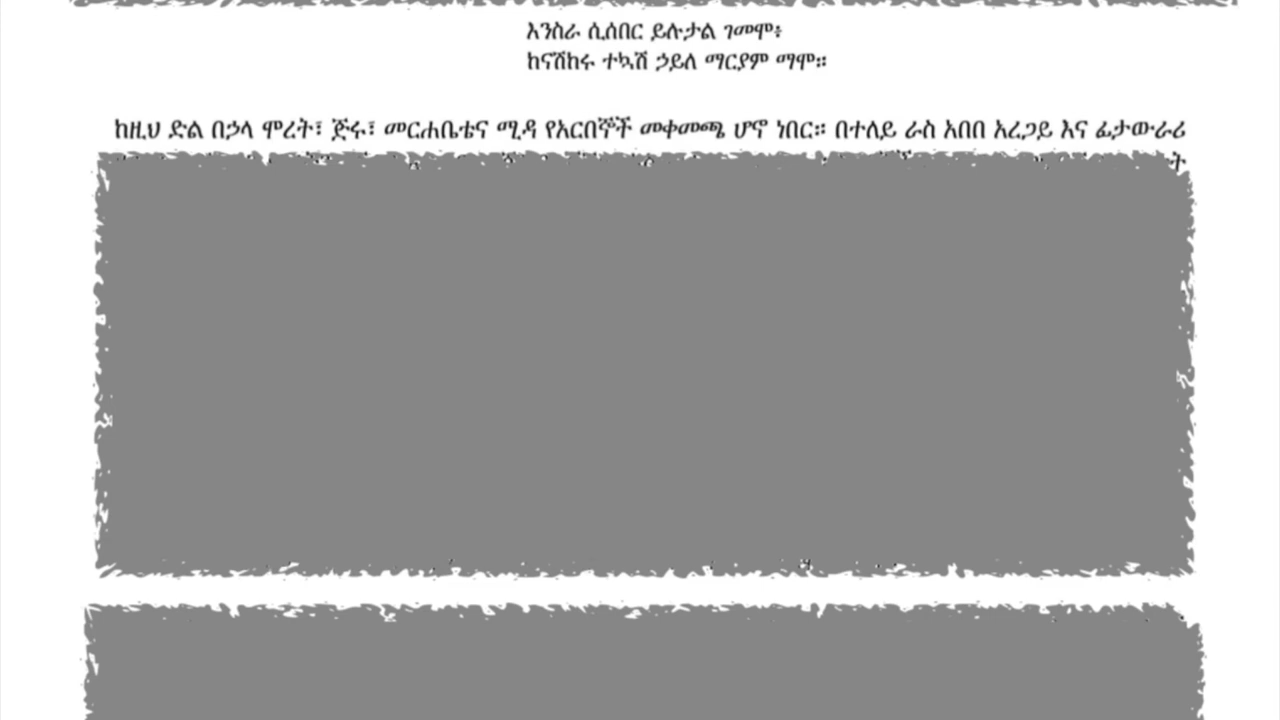 እንስራ ሲሰበር ይሉታል ገመሞ፥
ከናሽከሩ ተኳሽ ኃይለ ማርያም ማሞ።
ከዚህ ድል በኃላ ሞረት፣ ጅሩ፣ መርሐቤቴና ሚዳ የአርበኞች መቀመጫ ሆኖ ነበር። በተለይ ራስ አበበ አረጋይ እና ፊታውራሪ